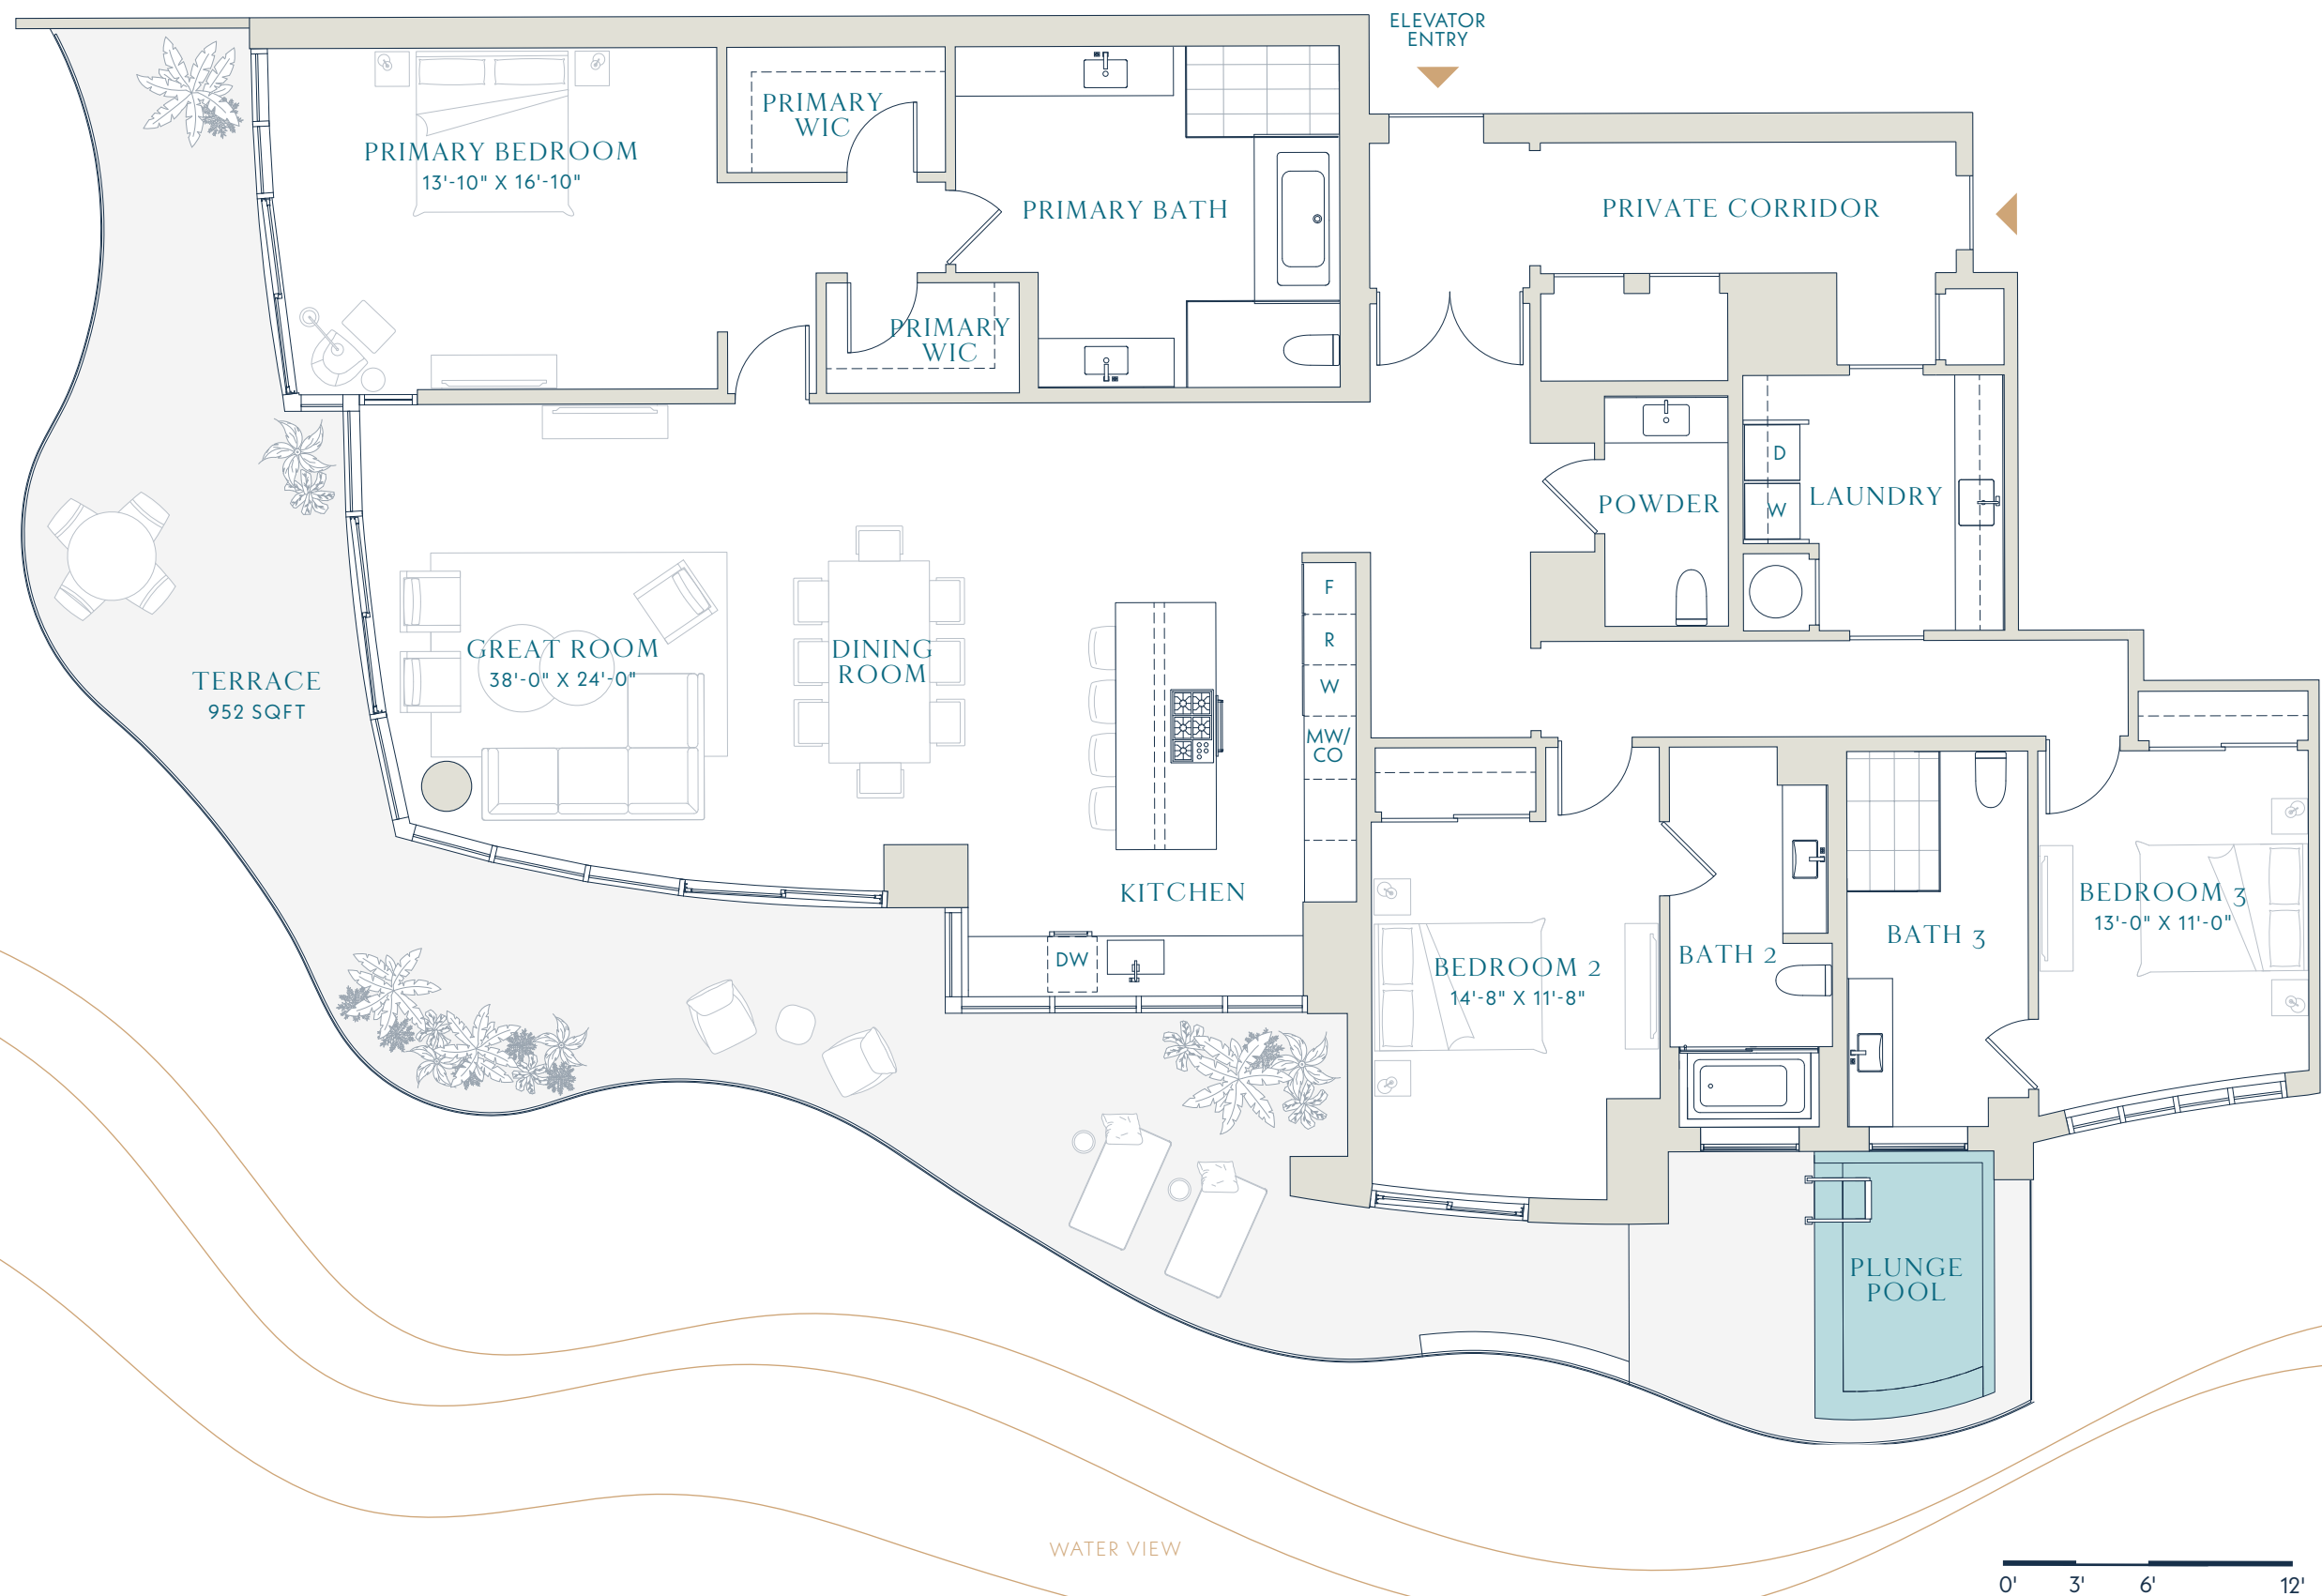 ELEVATOR
ENTRY
PRIMARY
WIC
PRIMARY BEDROOM
13'-10" X 16'-10"
PRIMARY BATH
PRIVATE CORRIDOR
PRIMARY
WIC
D
W
LAUNDRY
POWDER
F
R
W
MW/
CO
GREAT ROOM
38'-0" X 24'-0"
DINING
ROOM
TERRACE
952 SQFT
KITCHEN
DW
BEDROOM 2
14'-8" X 11'-8"
BATH 2
BATH 3
BEDROOM 3
13'-0" X 11'-0"
PLUNGE
POOL
WATER VIEW
0' 3' 6' 12'